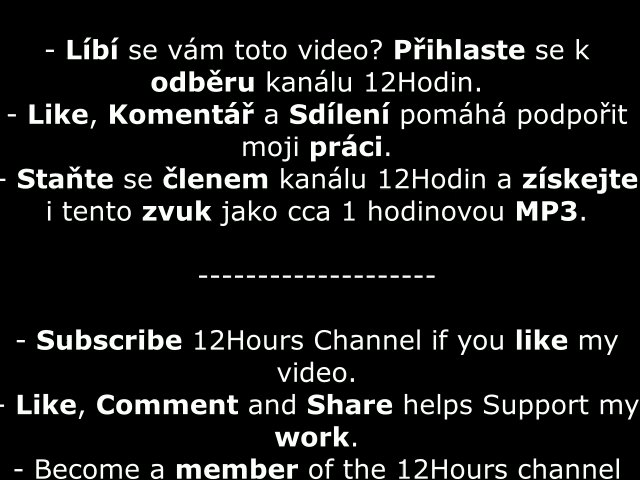 - Líbí se vám toto video? Přihlaste se k
odběru kanálu 12Hodin.
- Like, Komentář a Sdílení pomáhá podpořit
moji práci.
- Staňte se členem kanálu 12Hodin a získejte
i tento zvuk jako cca 1 hodinovou MP3.
--------------------
- Subscribe 12Hours Channel if you like my
video.
- Like, Comment and Share helps Support my
work.
- Become a member of the 12Hours channel